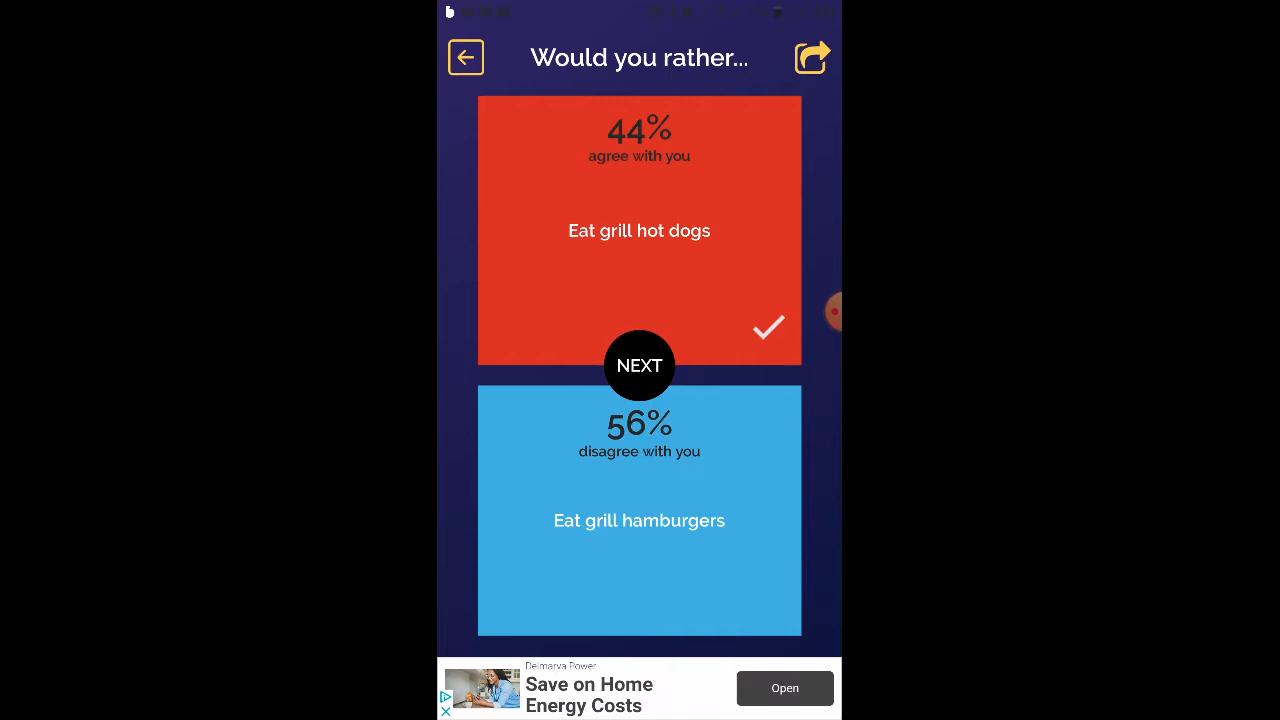 Would you rather...
44%
agree with you
Eat grill hot dogs
NEXT
56%
disagree with you
Eat grill hamburgers
Delmarva Power
Save on Home
Energy Costs
Open